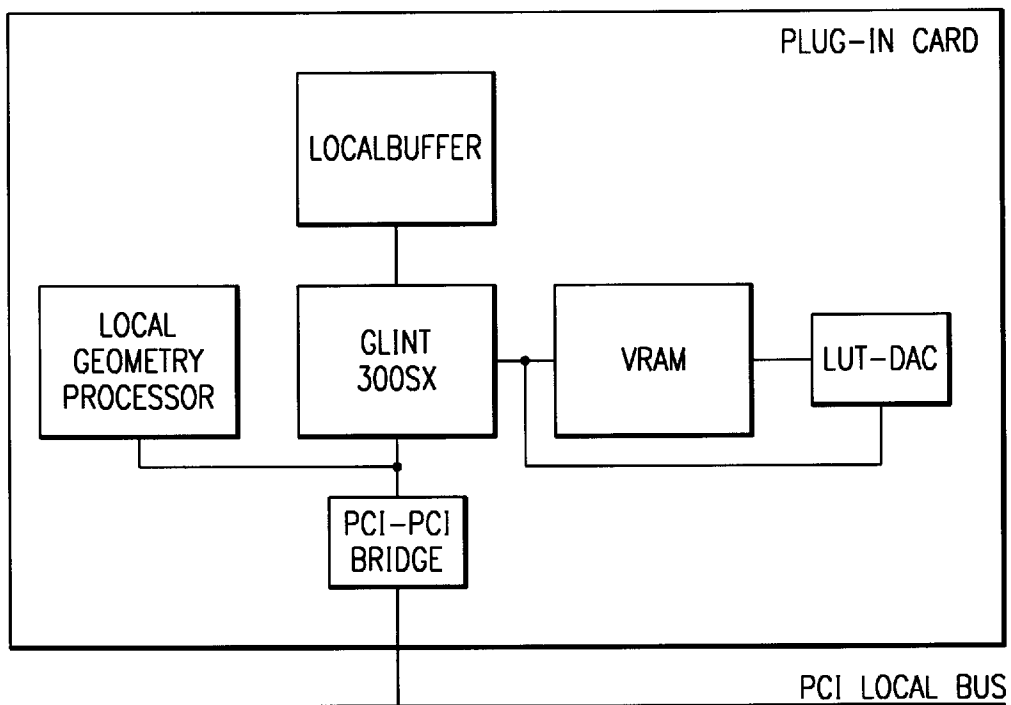 PLUG-IN CARD
LOCALBUFFER
LOCAL
GEOMETRY
PROCESSOR
GLINT
300SX
VRAM
LUT-DAC
PCI-PCI
BRIDGE
PCI LOCAL BUS